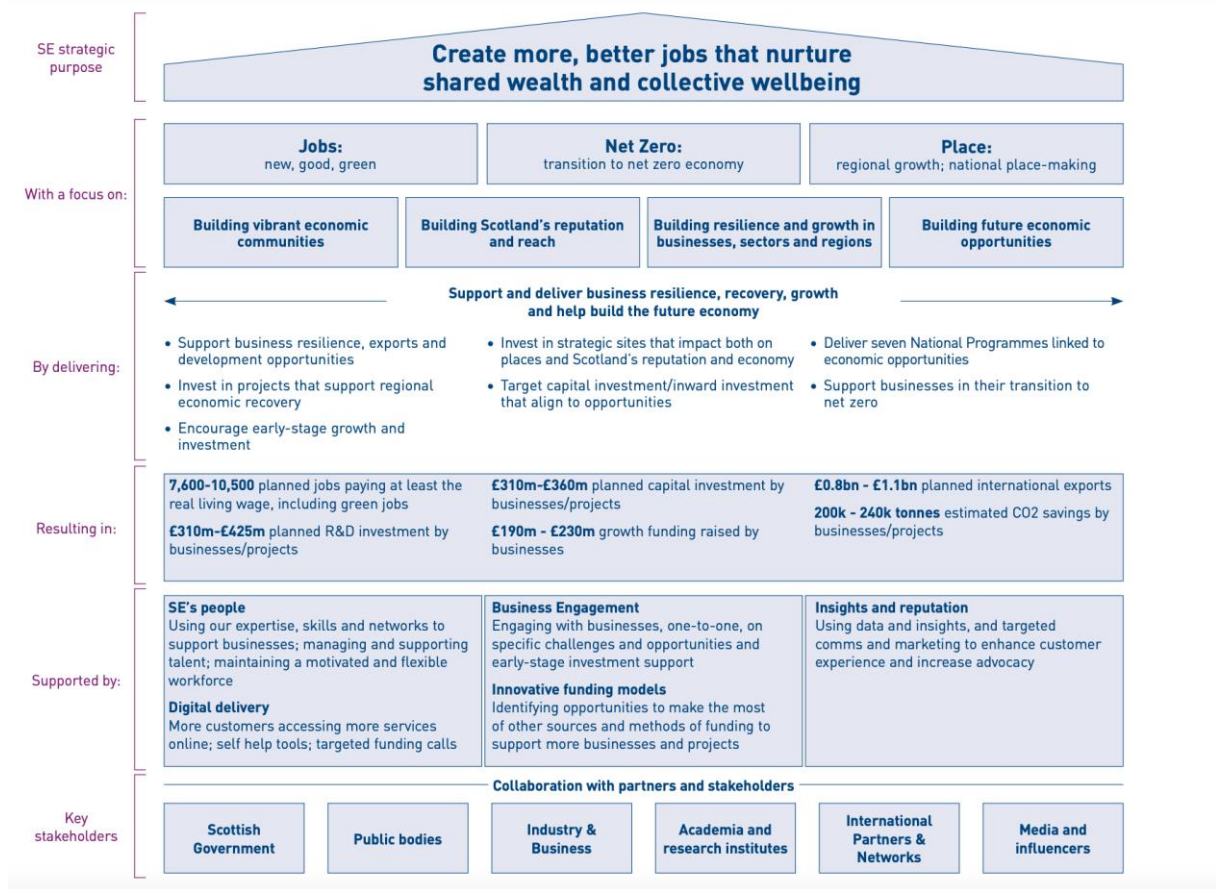 SE strategic
purpose
Create more, better jobs that nurture
shared wealth and collective wellbeing
With a focus on:
Jobs:
new, good, green
Net Zero:
transition to net zero economy
Place:
regional growth; national place-making
Building vibrant economic
communities
Building Scotland's reputation
and reach
Building resilience and growth in
businesses, sectors and regions
Building future economic
opportunities
By delivering:
Support and deliver business resilience, recovery, growth
and help build the future economy
• Support business resilience, exports and
development opportunities
• Invest in projects that support regional
economic recovery
• Encourage early-stage growth and
investment
• Invest in strategic sites that impact both on
places and Scotland's reputation and economy
• Target capital investment/inward investment
that align to opportunities
• Deliver seven National Programmes linked to
economic opportunities
• Support businesses in their transition to
net zero
Resulting in:
7,600-10,500 planned jobs paying at least the
real living wage, including green jobs
£310m-£425m planned R&D investment by
businesses/projects
£310m-£360m planned capital investment by
businesses/projects
£190m - £230m growth funding raised by
businesses
£0.8bn - £1.1bn planned international exports
200k - 240k tonnes estimated CO2 savings by
businesses/projects
Supported by:
SE's people
Using our expertise, skills and networks to
support businesses; managing and supporting
talent; maintaining a motivated and flexible
workforce
Digital delivery
More customers accessing more services
online; self help tools; targeted funding calls
Business Engagement
Engaging with businesses, one-to-one, on
specific challenges and opportunities and
early-stage investment support
Innovative funding models
Identifying opportunities to make the most
of other sources and methods of funding to
support more businesses and projects
Insights and reputation
Using data and insights, and targeted
comms and marketing to enhance customer
experience and increase advocacy
Key
stakeholders
Collaboration with partners and stakeholders
Scottish
Government
Public bodies
Industry &
Business
Academia and
research institutes
International
Partners &
Networks
Media and
influencers